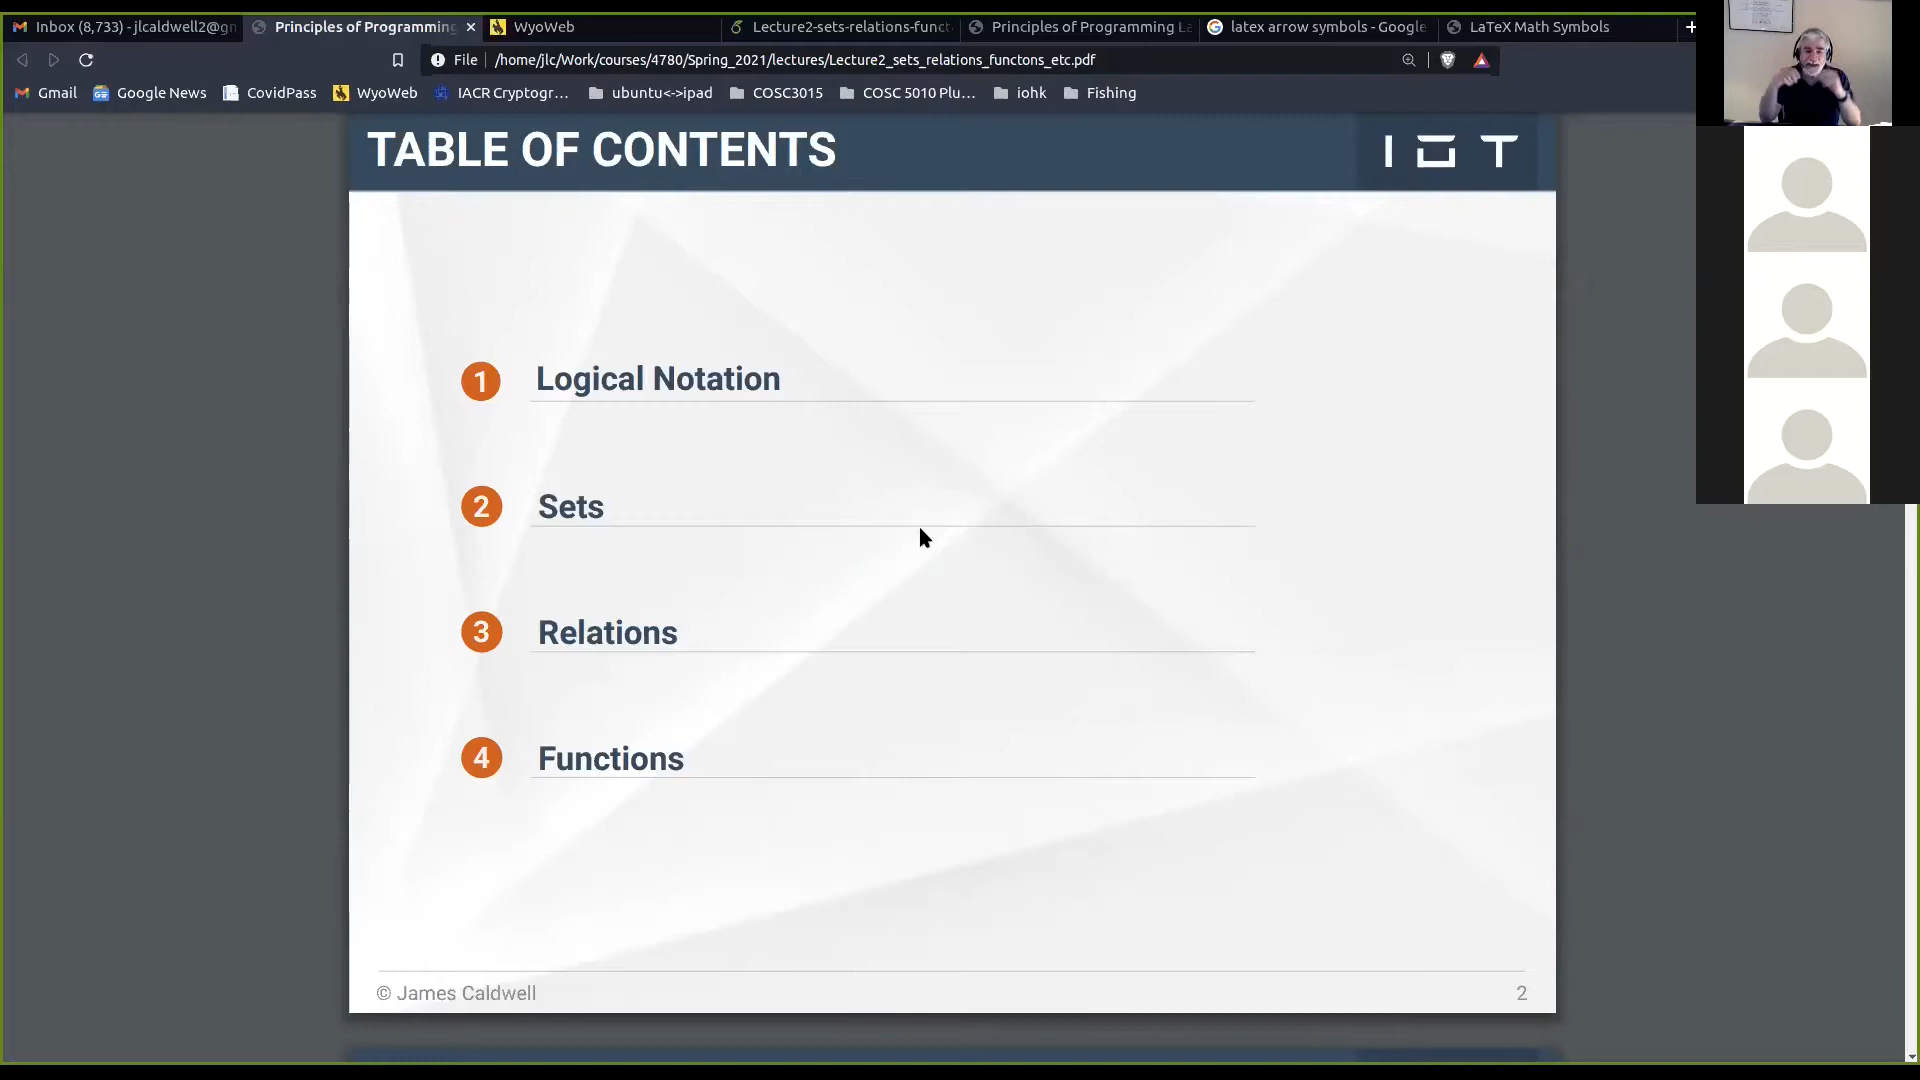 Inbox (8,733) - jlcaldwell2@gm
Principles of Programming
WyoWeb
Lecture2-sets-relations-funct
Principles of Programming La
latex arrow symbols - Google
LaTeX Math Symbols
File
/home/jlc/Work/courses/4780/Spring_2021/lectures/Lecture2_sets_relations_functons_etc.pdf
Gmail
Google News
CovidPass
WyoWeb
IACR Cryptogr...
ubuntu<->ipad
COSC3015
COSC 5010 Plu...
iohk
Fishing
TABLE OF CONTENTS
1 Logical Notation
2 Sets
3 Relations
4 Functions
© James Caldwell
2